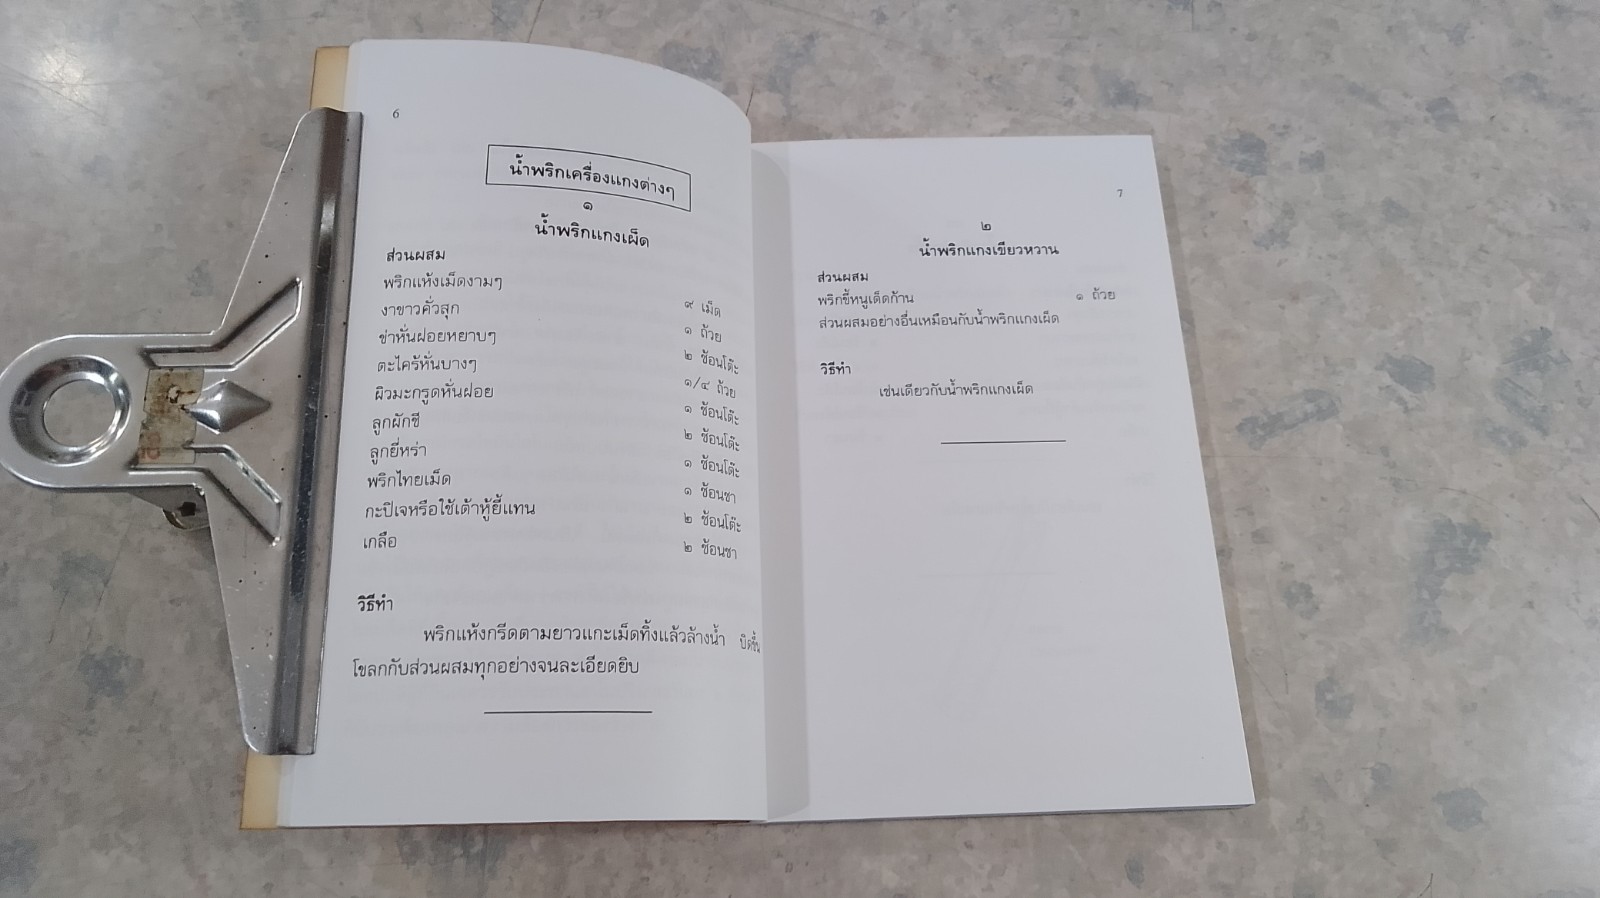 6
น้ำพริกเครื่องแกงต่างๆ
๑
น้ำพริกแกงเผ็ด
ส่วนผสม
พริกแห้งเม็ดงามๆ ๙ เม็ด
งาขาวคั่วสุก ๑ ถ้วย
ข่าหั่นฝอยหยาบๆ ๒ ช้อนโต๊ะ
ตะไคร้หั่นบางๆ ๑/๔ ถ้วย
ผิวมะกรูดหั่นฝอย ๑ ช้อนโต๊ะ
ลูกผักชี ๒ ช้อนโต๊ะ
ลูกยี่หร่า ๑ ช้อนโต๊ะ
พริกไทยเม็ด ๑ ช้อนชา
กะปิเจหรือใช้เต้าหู้ยี้แทน ๒ ช้อนโต๊ะ
เกลือ ๒ ช้อนชา
วิธีทำ
พริกแห้งกรีดตามยาวแกะเม็ดทิ้งแล้วล้างน้ำ บิดขึ้น
โขลกกับส่วนผสมทุกอย่างจนละเอียดยิบ
7
๒
น้ำพริกแกงเขียวหวาน
ส่วนผสม
พริกขี้หนูเด็ดก้าน ๑ ถ้วย
ส่วนผสมอย่างอื่นเหมือนกับน้ำพริกแกงเผ็ด
วิธีทำ
เช่นเดียวกับน้ำพริกแกงเผ็ด